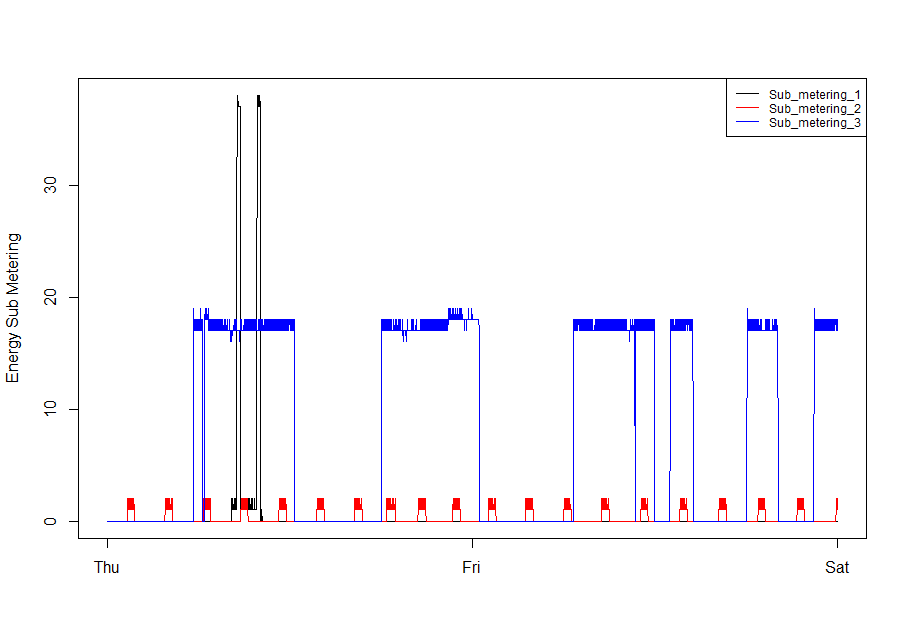 Sub_metering_1
Sub_metering_2
Sub_metering_3
Energy Sub Metering
30
20
10
0
Thu Fri Sat